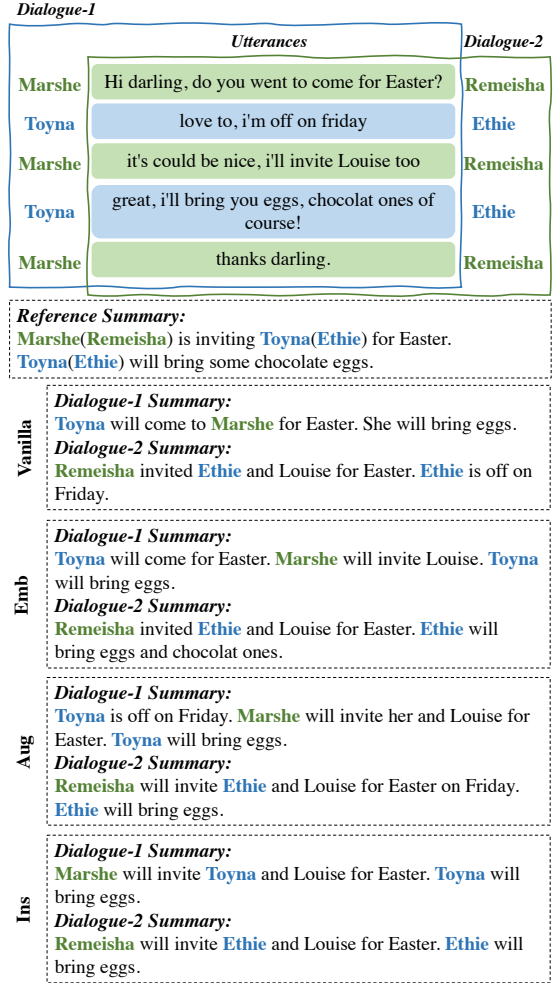 Dialogue-1
Utterances
Dialogue-2
Marshe Hi darling, do you went to come for Easter? Remeisha
Toyna love to, i'm off on friday Ethie
Marshe it's could be nice, i'll invite Louise too Remeisha
Toyna great, i'll bring you eggs, chocolat ones of Ethie
course!
Marshe thanks darling. Remeisha
Reference Summary:
Marshe(Remeisha) is inviting Toyna(Ethie) for Easter.
Toyna(Ethie) will bring some chocolate eggs.
Vanilla
Dialogue-1 Summary:
Toyna will come to Marshe for Easter. She will bring eggs.
Dialogue-2 Summary:
Remeisha invited Ethie and Louise for Easter. Ethie is off on
Friday.
Emb
Dialogue-1 Summary:
Toyna will come for Easter. Marshe will invite Louise. Toyna
will bring eggs.
Dialogue-2 Summary:
Remeisha invited Ethie and Louise for Easter. Ethie will
bring eggs and chocolat ones.
Aug
Dialogue-1 Summary:
Toyna is off on Friday. Marshe will invite her and Louise for
Easter. Toyna will bring eggs.
Dialogue-2 Summary:
Remeisha will invite Ethie and Louise for Easter on Friday.
Ethie will bring eggs.
Ins
Dialogue-1 Summary:
Marshe will invite Toyna and Louise for Easter. Toyna will
bring eggs.
Dialogue-2 Summary:
Remeisha will invite Ethie and Louise for Easter. Ethie will
bring eggs.